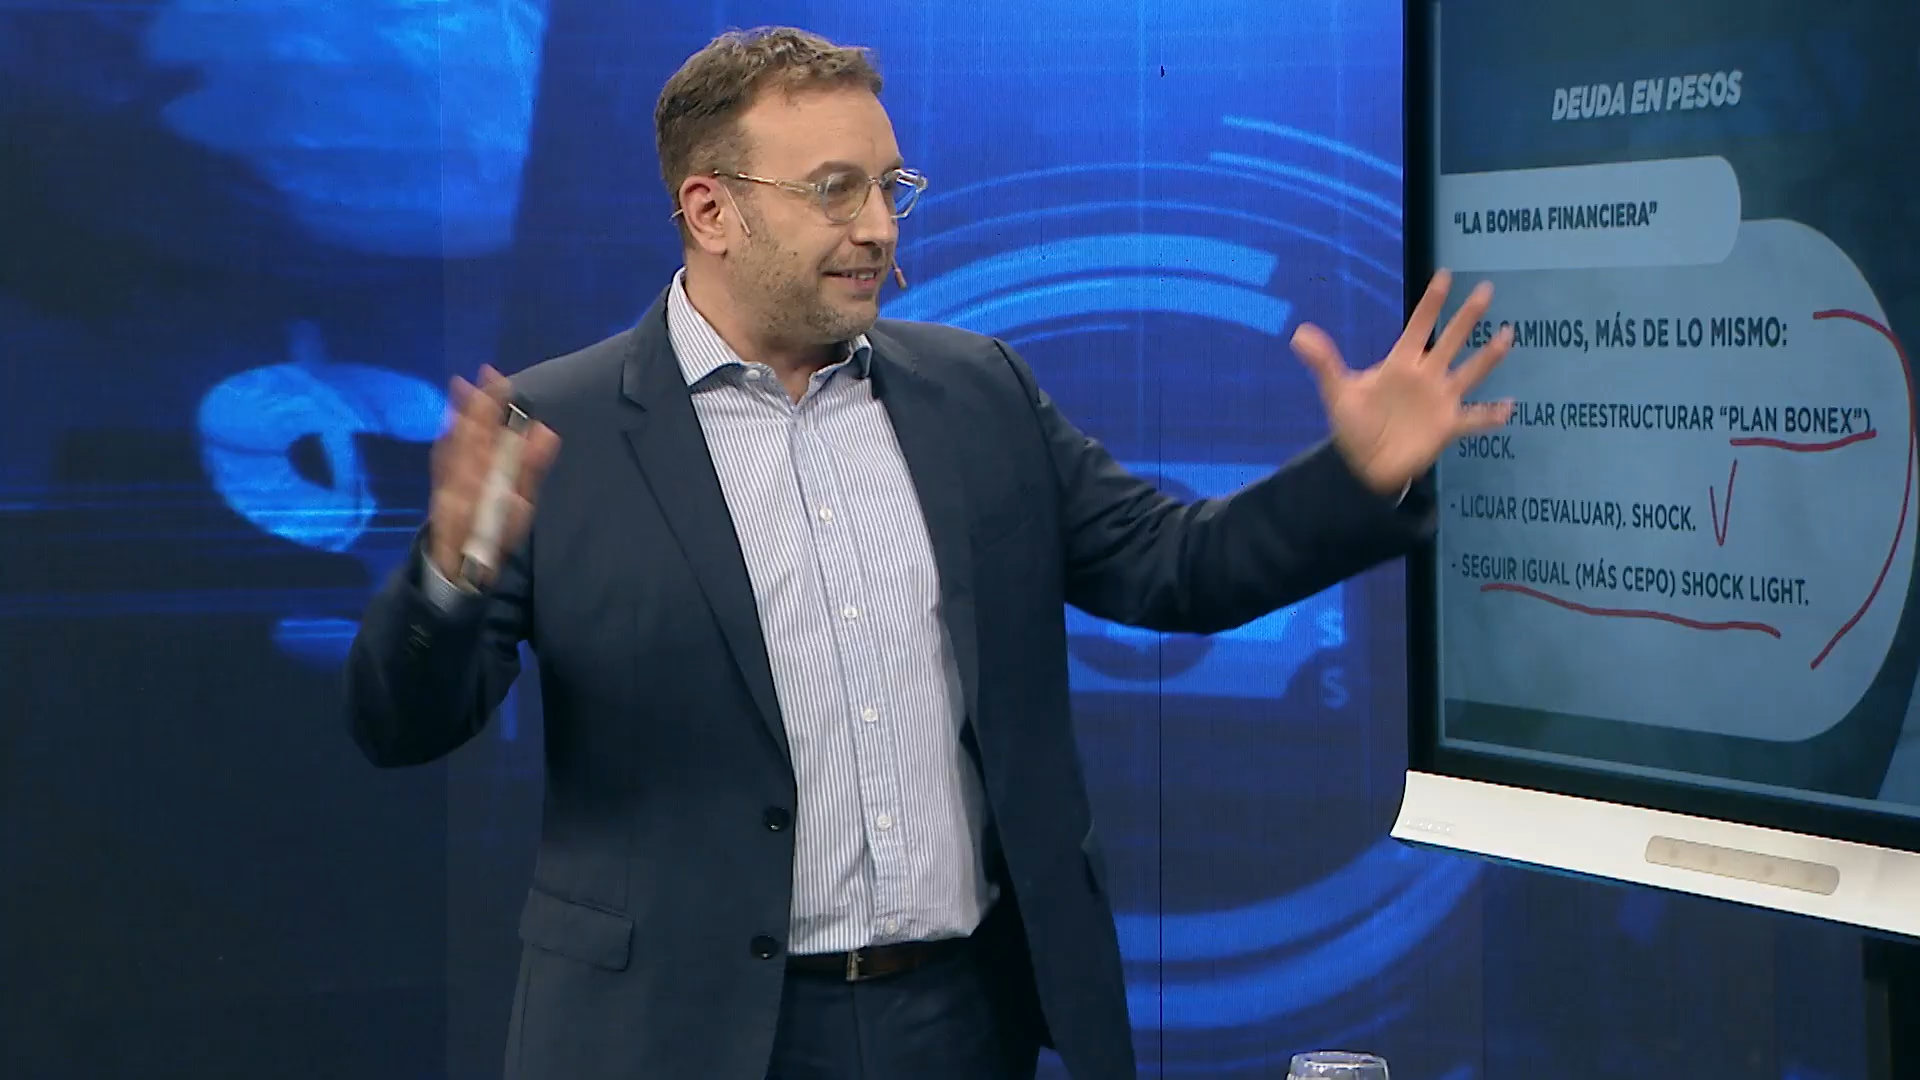 DEUDA EN PESOS
“LA BOMBA FINANCIERA”
CAMINOS, MÁS DE LO MISMO:
(REESTRUCTURAR “PLAN BONEX”).
SHOCK.
- LICUAR (DEVALUAR). SHOCK.
- SEGUIR IGUAL (MÁS CEPO) SHOCK LIGHT.
S
S